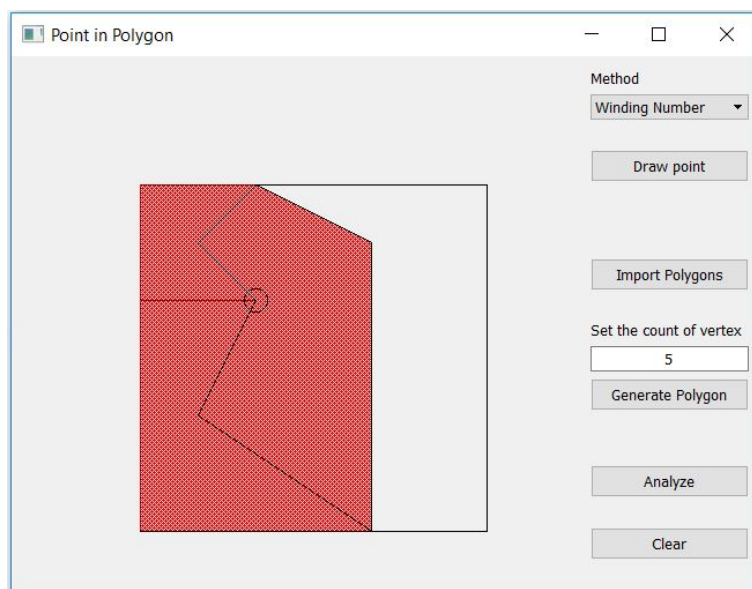 Point in Polygon
Method
Winding Number
Draw point
Import Polygons
Set the count of vertex
5
Generate Polygon
Analyze
Clear